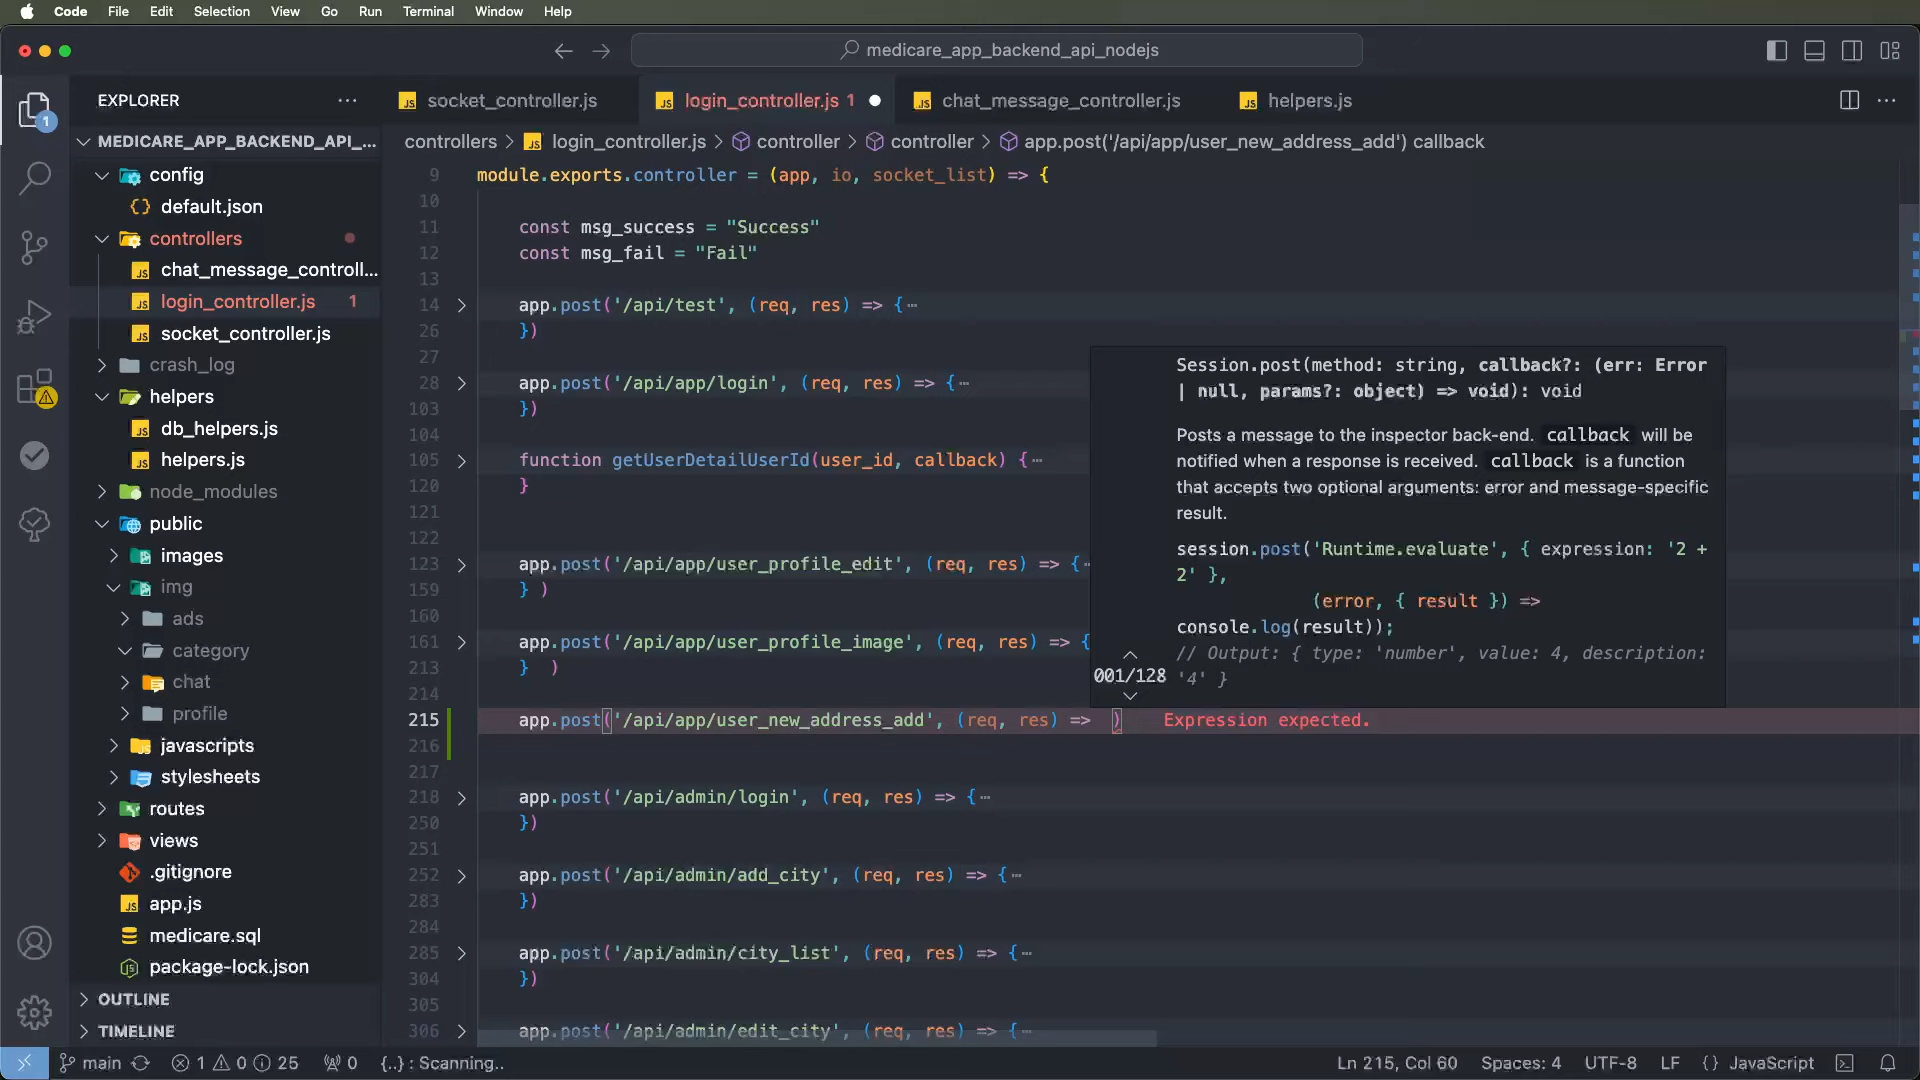 Code File Edit Selection View Go Run Terminal Window Help
medicare_app_backend_api_nodejs
EXPLORER
socket_controller.js
login_controller.js 1
chat_message_controller.js
helpers.js
MEDICARE_APP_BACKEND_API_...
controllers > login_controller.js > controller > controller > app.post('/api/app/user_new_address_add') callback
1
config
default.json
controllers
chat_message_controll...
login_controller.js 1
socket_controller.js
crash_log
helpers
db_helpers.js
helpers.js
node_modules
public
images
img
ads
category
chat
profile
javascripts
stylesheets
routes
views
.gitignore
app.js
medicare.sql
package-lock.json
OUTLINE
TIMELINE
9 module.exports.controller = (app, io, socket_list) => {
10
11 const msg_success = "Success"
12 const msg_fail = "Fail"
13
14 app.post('/api/test', (req, res) => {⋯
26 })
27
28 app.post('/api/app/login', (req, res) => {⋯
103 })
104
105 function getUserDetailUserId(user_id, callback) {⋯
120 }
121
122
123 app.post('/api/app/user_profile_edit', (req, res) => {⋯
159 } )
160
161 app.post('/api/app/user_profile_image', (req, res) => {
213 }  )
214
215 app.post('/api/app/user_new_address_add', (req, res) =>  ) Expression expected.
216
217
218 app.post('/api/admin/login', (req, res) => {⋯
250 })
251
252 app.post('/api/admin/add_city', (req, res) => {⋯
283 })
284
285 app.post('/api/admin/city_list', (req, res) => {⋯
304 })
305
306 app.post('/api/admin/edit_city', (req, res) => {⋯
Session.post(method: string, callback?: (err: Error
| null, params?: object) => void): void
Posts a message to the inspector back-end. callback will be
notified when a response is received. callback is a function
that accepts two optional arguments: error and message-specific
result.
session.post('Runtime.evaluate', { expression: '2 +
2' },
(error, { result }) =>
console.log(result));
// Output: { type: 'number', value: 4, description:
'4' }
001/128
main 1 0 25 0 {..} : Scanning..
Ln 215, Col 60 Spaces: 4 UTF-8 LF {} JavaScript